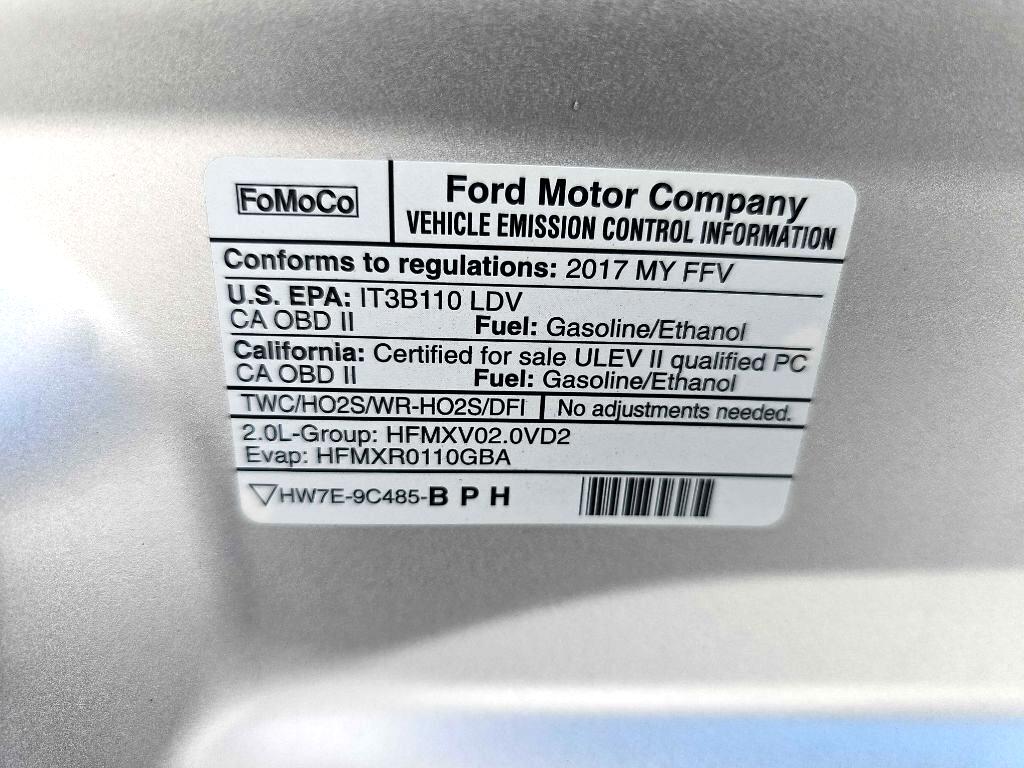 FoMoCo
Ford Motor Company
VEHICLE EMISSION CONTROL INFORMATION
Conforms to regulations: 2017 MY FFV
U.S. EPA: IT3B110 LDV
CA OBD II Fuel: Gasoline/Ethanol
California: Certified for sale ULEV II qualified PC
CA OBD II Fuel: Gasoline/Ethanol
TWC/HO2S/WR-HO2S/DFI No adjustments needed.
2.0L-Group: HFMXV02.0VD2
Evap: HFMXR0110GBA
HW7E-9C485-B P H